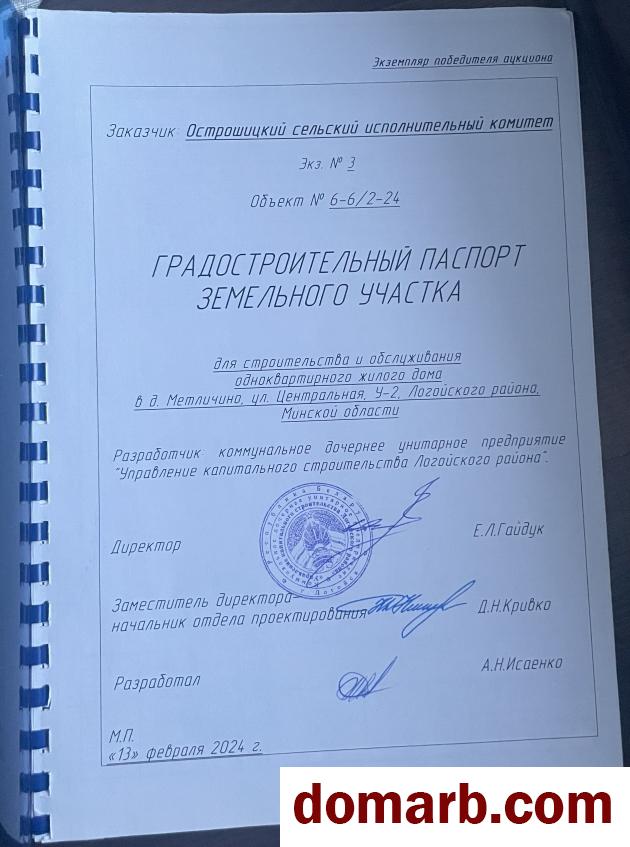 Экземпляр победителя аукциона
Заказчик: Острошицкий сельский исполнительный комитет
Экз. № 3
Объект № 6-6/2-24
ГРАДОСТРОИТЕЛЬНЫЙ ПАСПОРТ
ЗЕМЕЛЬНОГО УЧАСТКА
для строительства и обслуживания
одноквартирного жилого дома
в д. Метличино, ул. Центральная, У-2, Логойского района,
Минской области
Разработчик: коммунальное дочернее унитарное предприятие
"Управление капитального строительства Логойского района".
Директор
Е.Л.Гайдук
Заместитель директора-
начальник отдела проектирования
Д.Н.Кривко
Разработал
А.Н.Исаенко
М.П.
«13» февраля 2024 г.
domarb.com